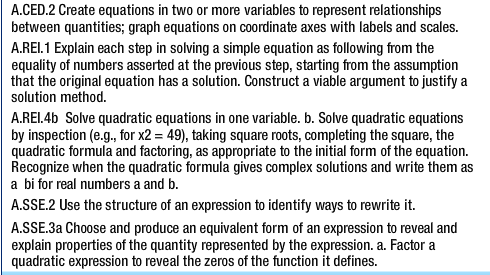 A.CED.2 Create equations in two or more variables to represent relationships
between quantities; graph equations on coordinate axes with labels and scales.
A.REI.1 Explain each step in solving a simple equation as following from the
equality of numbers asserted at the previous step, starting from the assumption
that the original equation has a solution. Construct a viable argument to justify a
solution method.
A.REI.4b Solve quadratic equations in one variable. b. Solve quadratic equations
by inspection (e.g., for x2 = 49), taking square roots, completing the square, the
quadratic formula and factoring, as appropriate to the initial form of the equation.
Recognize when the quadratic formula gives complex solutions and write them as
a bi for real numbers a and b.
A.SSE.2 Use the structure of an expression to identify ways to rewrite it.
A.SSE.3a Choose and produce an equivalent form of an expression to reveal and
explain properties of the quantity represented by the expression. a. Factor a
quadratic expression to reveal the zeros of the function it defines.